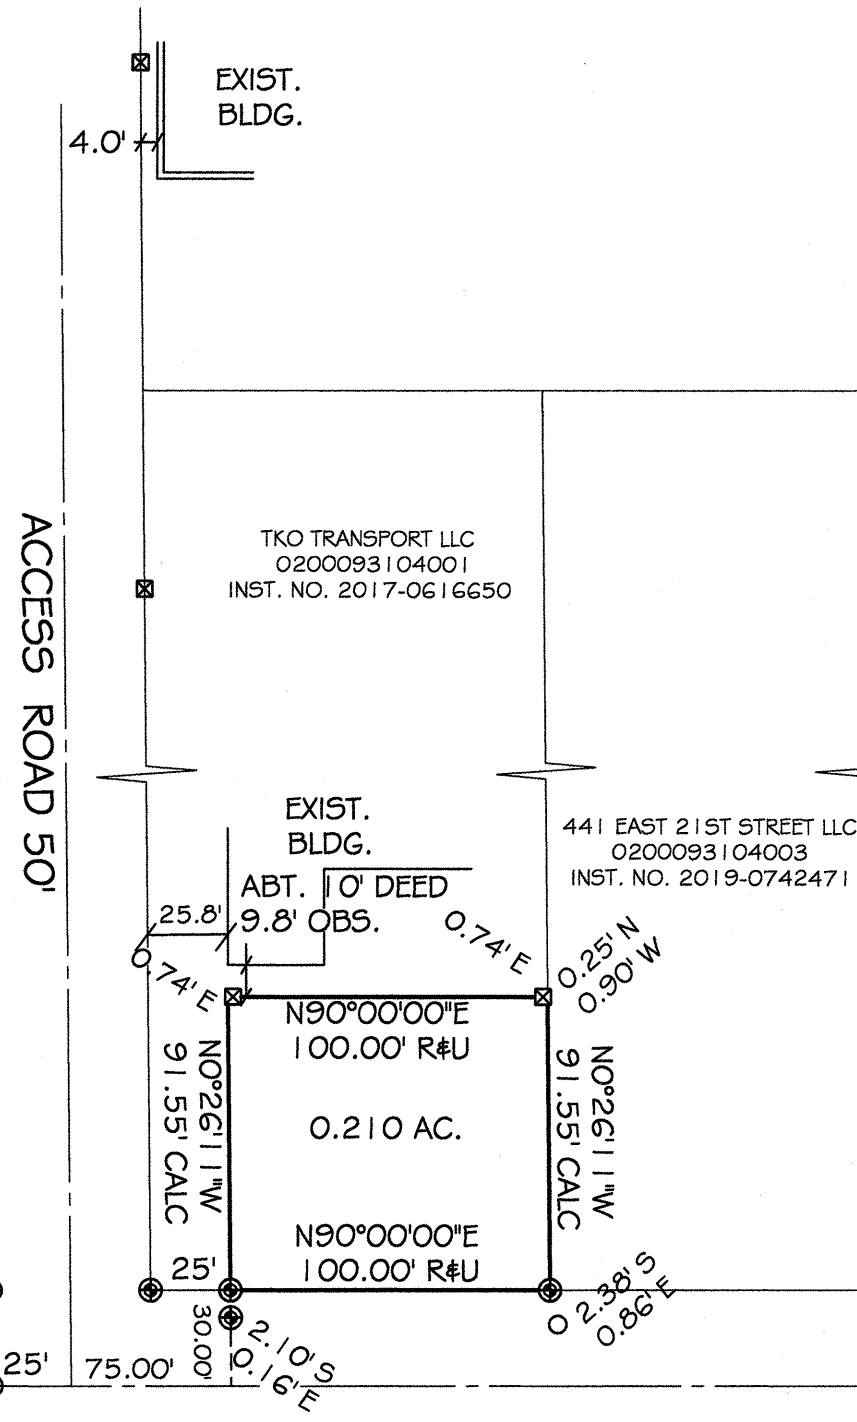 EXIST.
BLDG.
4.0'
ACCESS ROAD 50'
TKO TRANSPORT LLC
0200093104001
INST. NO. 2017-0616650
EXIST.
BLDG.
441 EAST 21ST STREET LLC
0200093104003
INST. NO. 2019-0742471
ABT. 10' DEED
9.8' OBS.
25.8'
0.74' E
0.74' E
0.25' N
0.90' W
N90°00'00"E
100.00' R&U
N0°26'11"W
91.55' CALC
N0°26'11"W
91.55' CALC
0.210 AC.
N90°00'00"E
100.00' R&U
25'
30.00'
2.10' S
0.16' E
O 2.38' S
0.86' E
25'
75.00'